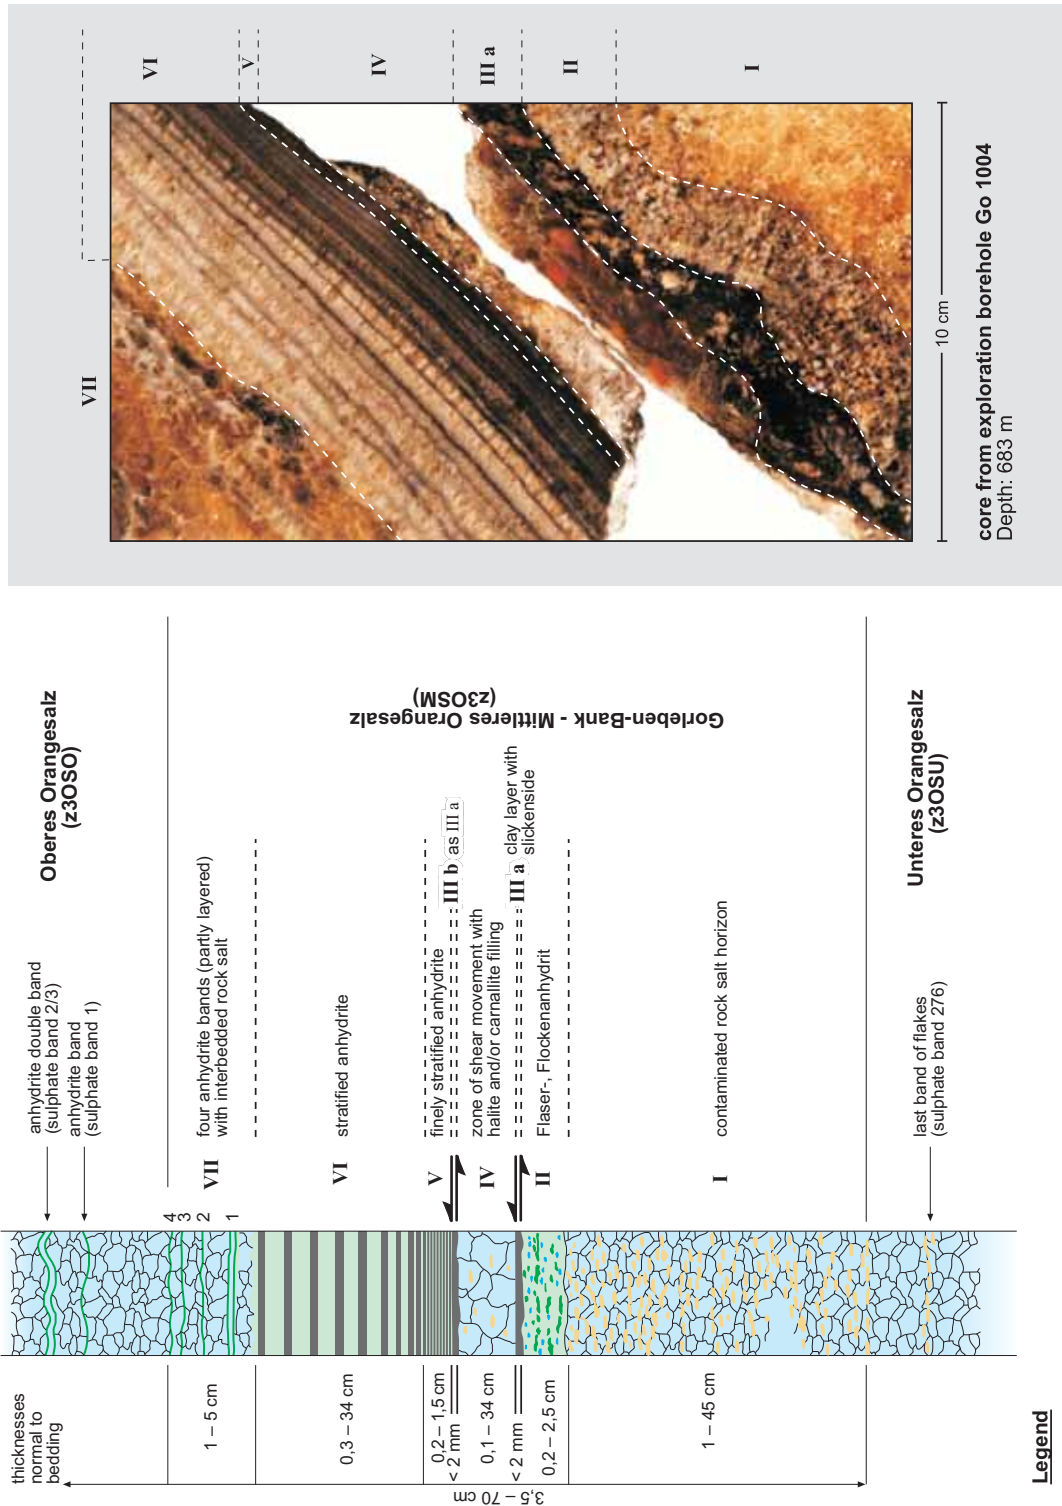 thicknesses
normal to
bedding
3,5 – 70 cm
1 – 5 cm
0,3 – 34 cm
0,2 – 1,5 cm
< 2 mm
0,1 – 34 cm
< 2 mm
0,2 – 2,5 cm
1 – 45 cm
4
3
2
1
anhydrite double band
(sulphate band 2/3)
anhydrite band
(sulphate band 1)
VII
four anhydrite bands (partly layered)
with interbedded rock salt
VI
stratified anhydrite
V
finely stratified anhydrite
III b as III a
IV
zone of shear movement with
halite and/or carnallite filling
III a clay layer with
slickenside
II
Flaser-, Flockenanhydrit
I
contaminated rock salt horizon
last band of flakes
(sulphate band 276)
Oberes Orangesalz
(z3OSO)
Gorleben-Bank - Mittleres Orangesalz
(z3OSM)
Unteres Orangesalz
(z3OSU)
VII
VI
V
IV
III a
II
I
10 cm
core from exploration borehole Go 1004
Depth: 683 m
Legend